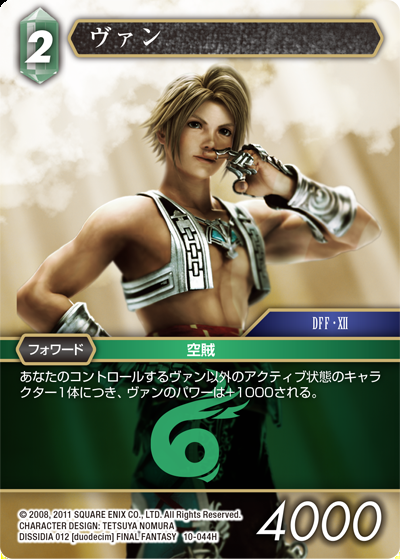 2
ヴァン
DFF・XII
フォワード
空賊
あなたのコントロールするヴァン以外のアクティブ状態のキャラ
クター1体につき、ヴァンのパワーは+1000される。
© 2008, 2011 SQUARE ENIX CO., LTD. All Rights Reserved.
CHARACTER DESIGN: TETSUYA NOMURA
DISSIDIA 012 [duodecim] FINAL FANTASY 10-044H
4000